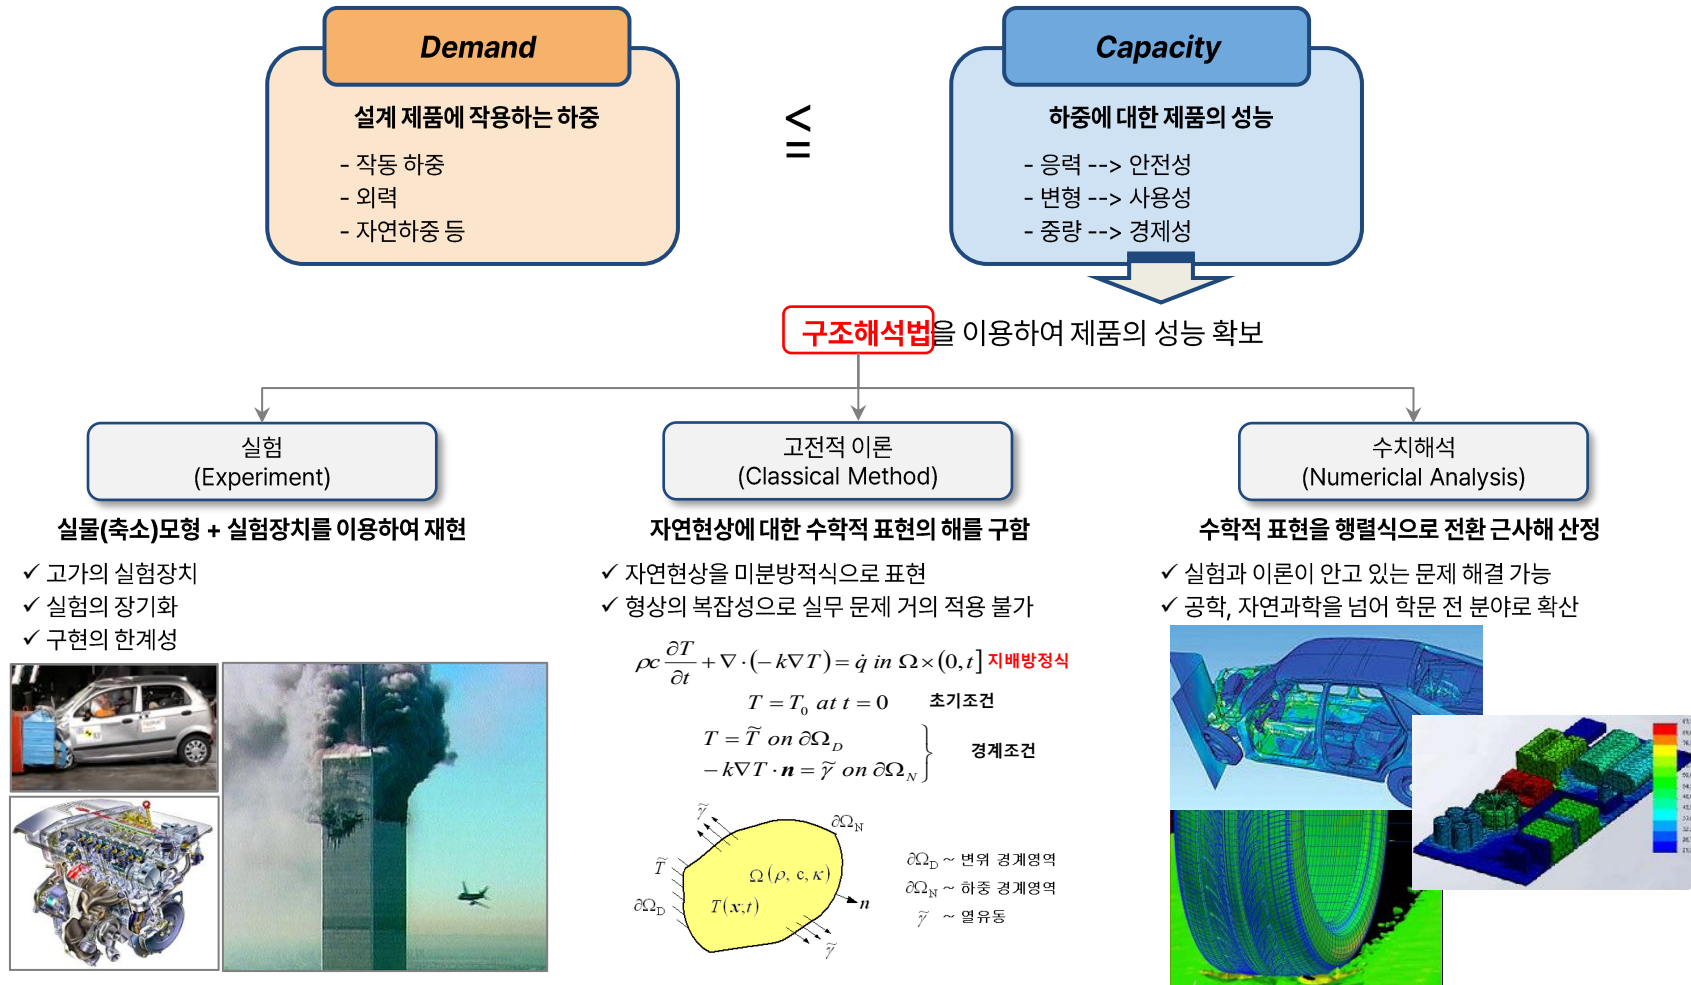 Demand
설계 제품에 작용하는 하중
- 작동 하중
- 외력
- 자연하중 등
<
=
Capacity
하중에 대한 제품의 성능
- 응력 --> 안전성
- 변형 --> 사용성
- 중량 --> 경제성
구조해석법을 이용하여 제품의 성능 확보
실험
(Experiment)
실물(축소)모형 + 실험장치를 이용하여 재현
✓ 고가의 실험장치
✓ 실험의 장기화
✓ 구현의 한계성
고전적 이론
(Classical Method)
자연현상에 대한 수학적 표현의 해를 구함
✓ 자연현상을 미분방적식으로 표현
✓ 형상의 복잡성으로 실무 문제 거의 적용 불가
ρc ∂T/∂t + ∇·(−k∇T) = q̇ in Ω×(0,t] 지배방정식
T = T₀ at t = 0 초기조건
T = T̃ on ∂Ω_D
−k∇T·n = γ̃ on ∂Ω_N } 경계조건
γ̃
∂Ω_N
T̃
Ω(ρ, c, κ)
∂Ω_D
T(x;t)
n
γ̃
∂Ω_D ~ 변위 경계영역
∂Ω_N ~ 하중 경계영역
γ̃ ~ 열유동
수치해석
(Numericlal Analysis)
수학적 표현을 행렬식으로 전환 근사해 산정
✓ 실험과 이론이 안고 있는 문제 해결 가능
✓ 공학, 자연과학을 넘어 학문 전 분야로 확산